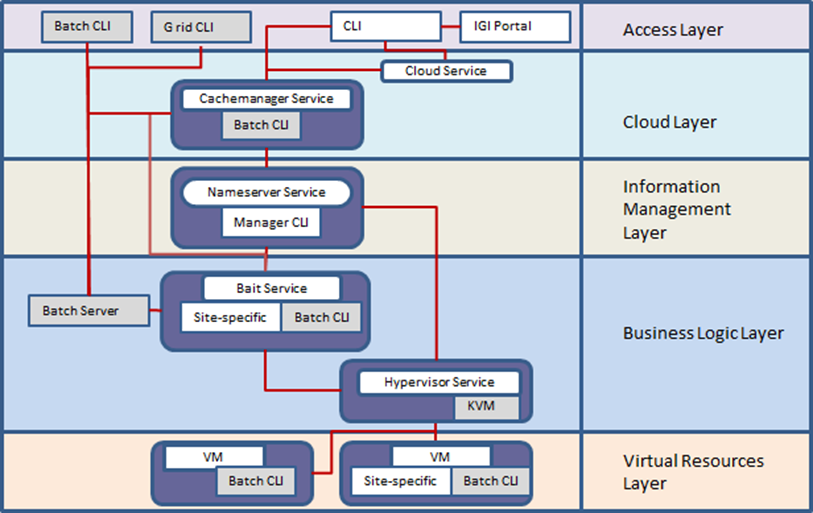 Batch CLI
G rid CLI
CLI
IGI Portal
Access Layer
Cloud Service
Cachemanager Service
Batch CLI
Cloud Layer
Nameserver Service
Manager CLI
Information
Management
Layer
Bait Service
Batch Server
Site-specific
Batch CLI
Business Logic Layer
Hypervisor Service
KVM
VM
Batch CLI
VM
Site-specific
Batch CLI
Virtual Resources
Layer